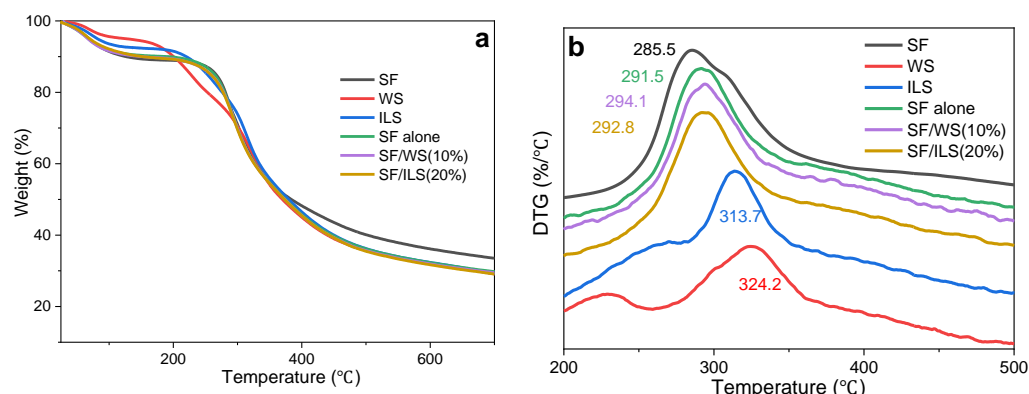 a
100
80
60
40
20
Weight (%)
200
400
600
Temperature (℃)
SF
WS
ILS
SF alone
SF/WS(10%)
SF/ILS(20%)
b
285.5
291.5
294.1
292.8
313.7
324.2
SF
WS
ILS
SF alone
SF/WS(10%)
SF/ILS(20%)
DTG (%/℃)
200
300
400
500
Temperature (℃)